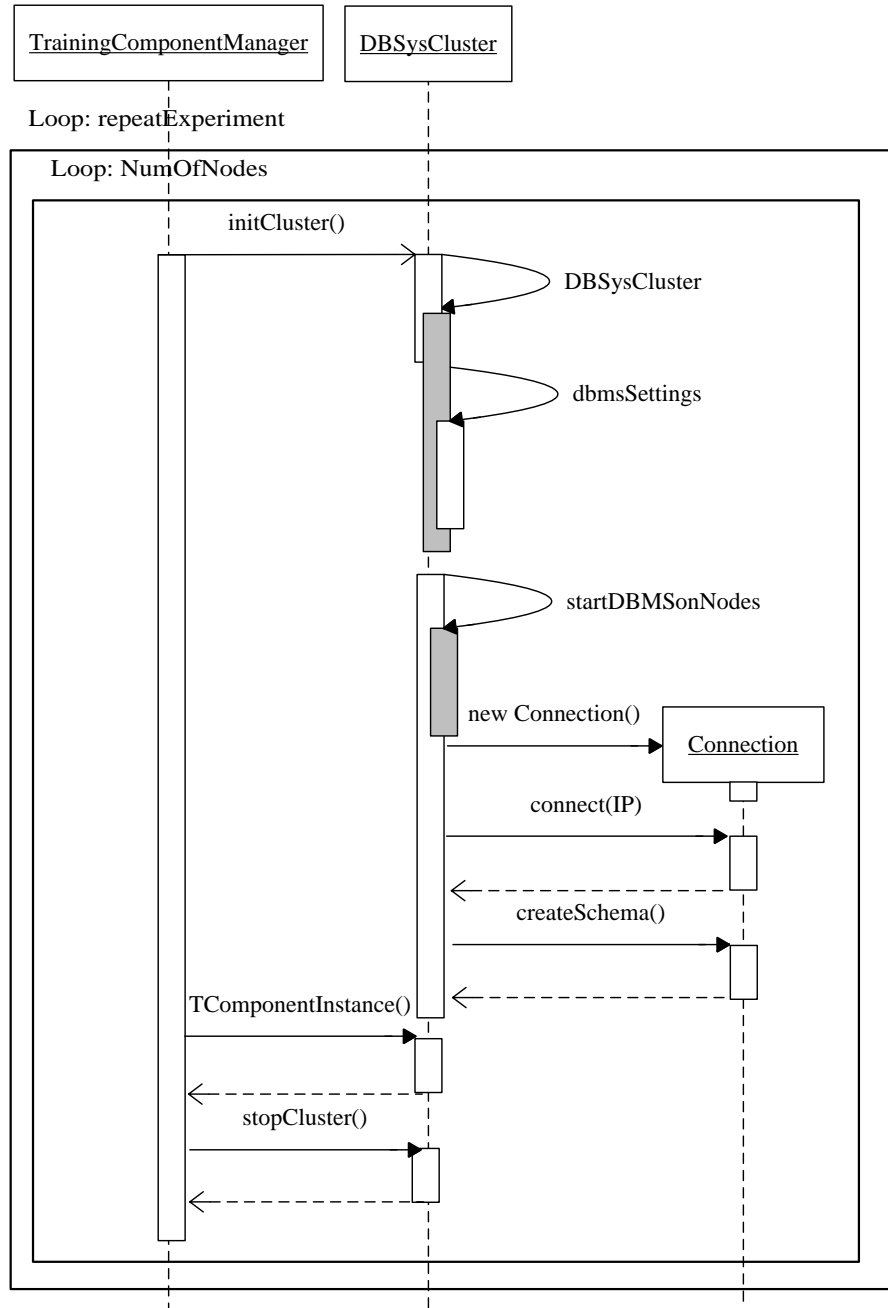 TrainingComponentManager
DBSysCluster
Loop: repeatExperiment
Loop: NumOfNodes
initCluster()
DBSysCluster
dbmsSettings
startDBMSonNodes
new Connection()
Connection
connect(IP)
createSchema()
TComponentInstance()
stopCluster()